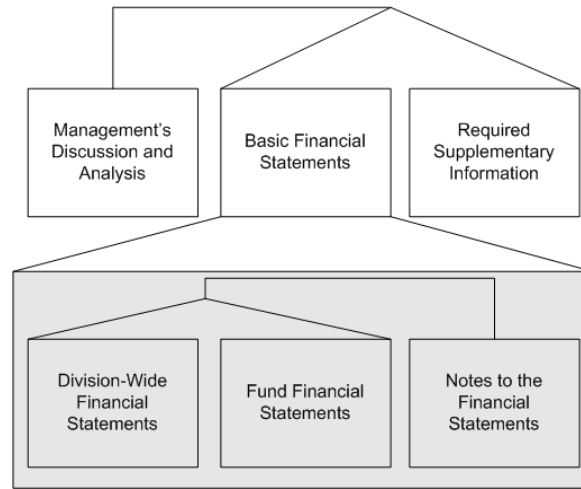 Management's
Discussion and
Analysis
Basic Financial
Statements
Required
Supplementary
Information
Division-Wide
Financial
Statements
Fund Financial
Statements
Notes to the
Financial
Statements